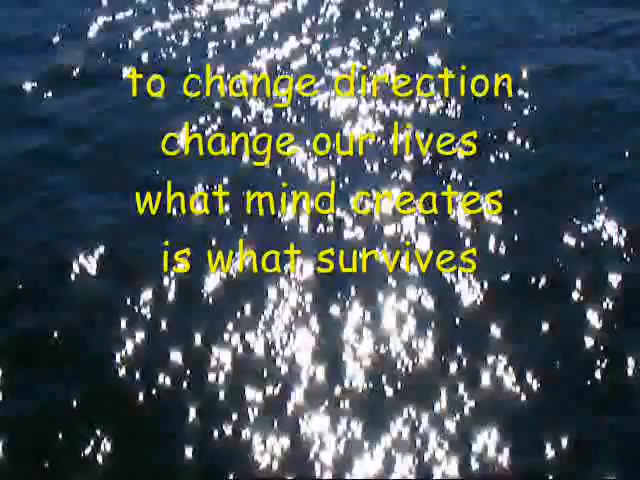 to change direction
change our lives
what mind creates
is what survives